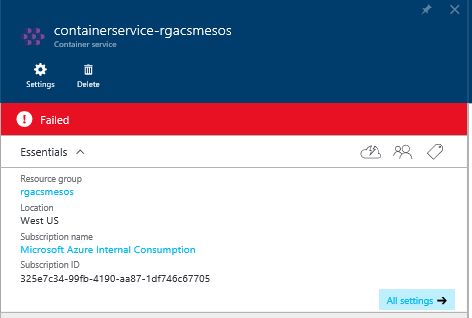 containerservice-rgacsmesos
Container service
Settings
Delete
Failed
Essentials
Resource group
rgacsmesos
Location
West US
Subscription name
Microsoft Azure Internal Consumption
Subscription ID
325e7c34-99fb-4190-aa87-1df746c67705
All settings